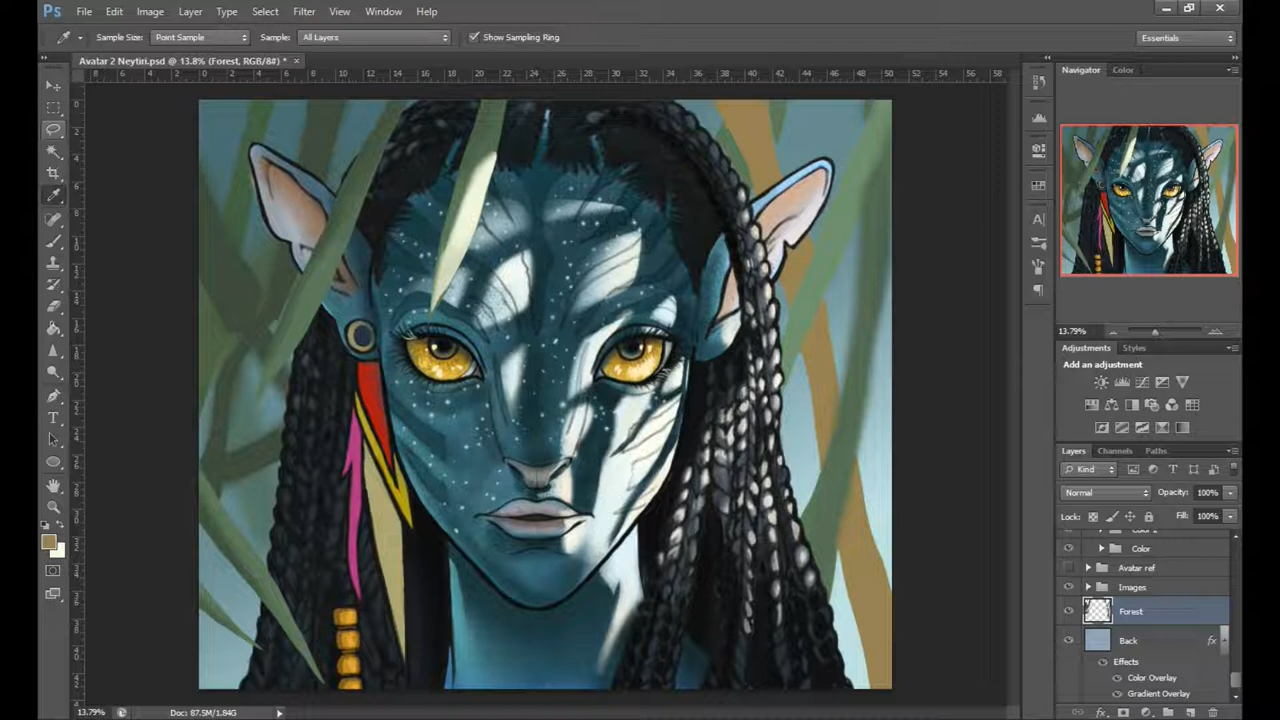 Ps File Edit Image Layer Type Select Filter View Window Help
Sample Size: Point Sample Sample: All Layers Show Sampling Ring Essentials
Avatar 2 Neytiri.psd @ 13.8% (Forest, RGB/8#) * ×
Navigator Color
13.79%
Adjustments Styles
Add an adjustment
Layers Channels Paths
Kind
Normal Opacity: 100%
Lock: Fill: 100%
Color
Avatar ref
Images
Forest
Back fx
Effects
Color Overlay
Gradient Overlay
13.79% Doc: 87.5M/1.84G